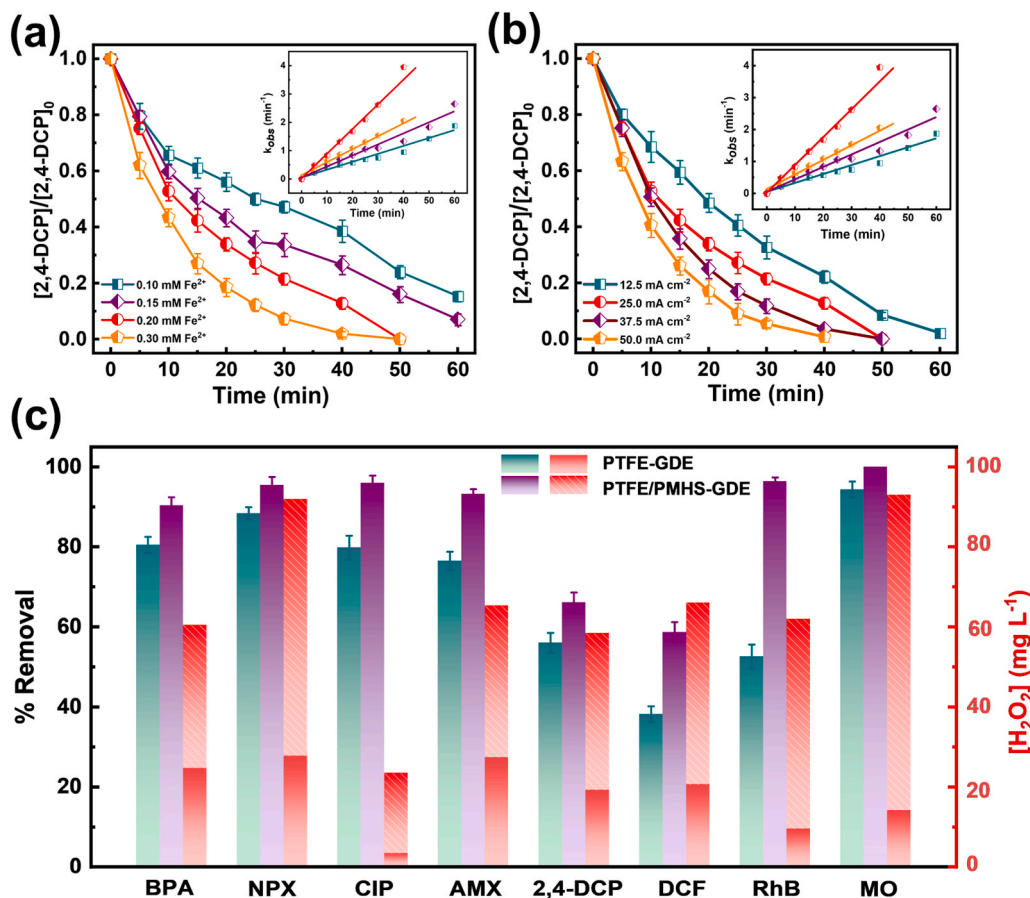 (a)
[2,4-DCP]/[2,4-DCP]₀
1.0
0.8
0.6
0.4
0.2
0.0
0.10 mM Fe²⁺
0.15 mM Fe²⁺
0.20 mM Fe²⁺
0.30 mM Fe²⁺
0 10 20 30 40 50 60
Time (min)
k_obs (min⁻¹)
4
3
2
1
0
0 10 20 30 40 50 60
Time (min)
(b)
[2,4-DCP]/[2,4-DCP]₀
1.0
0.8
0.6
0.4
0.2
0.0
12.5 mA cm⁻²
25.0 mA cm⁻²
37.5 mA cm⁻²
50.0 mA cm⁻²
0 10 20 30 40 50 60
Time (min)
k_obs (min⁻¹)
4
3
2
1
0
0 10 20 30 40 50 60
Time (min)
(c)
% Removal
100
80
60
40
20
0
PTFE-GDE
PTFE/PMHS-GDE
BPA NPX CIP AMX 2,4-DCP DCF RhB MO
100
80
60
40
20
0
[H₂O₂] (mg L⁻¹)